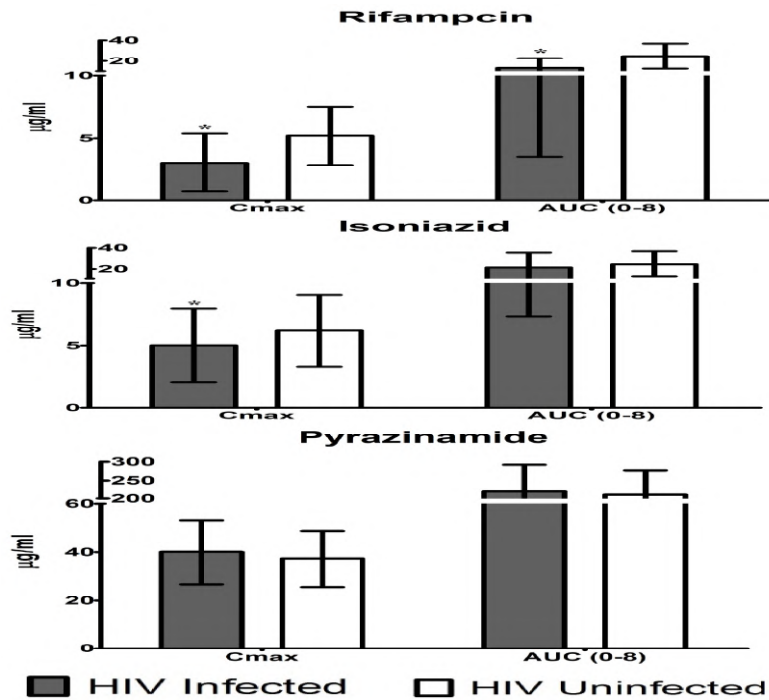 Rifampcin
40
20
10
5
0
µg/ml
*
*
Cmax
AUC (0-8)
Isoniazid
40
20
10
5
0
µg/ml
*
Cmax
AUC (0-8)
Pyrazinamide
300
250
200
60
40
20
0
µg/ml
Cmax
AUC (0-8)
HIV Infected
HIV Uninfected